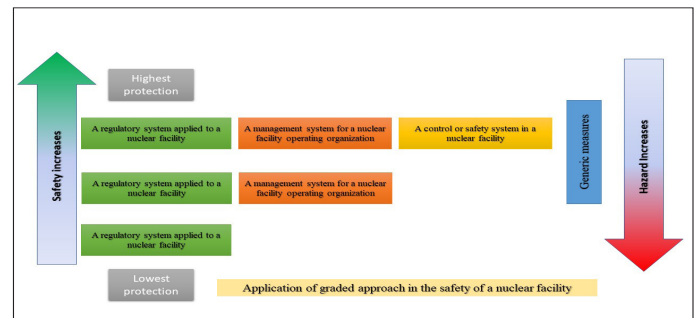 Highest
protection
Safety increases
A regulatory system applied to a
nuclear facility
A management system for a nuclear
facility operating organization
A control or safety system in a
nuclear facility
Generic measures
Hazard Increases
A regulatory system applied to a
nuclear facility
A management system for a nuclear
facility operating organization
A regulatory system applied to a
nuclear facility
Lowest
protection
Application of graded approach in the safety of a nuclear facility